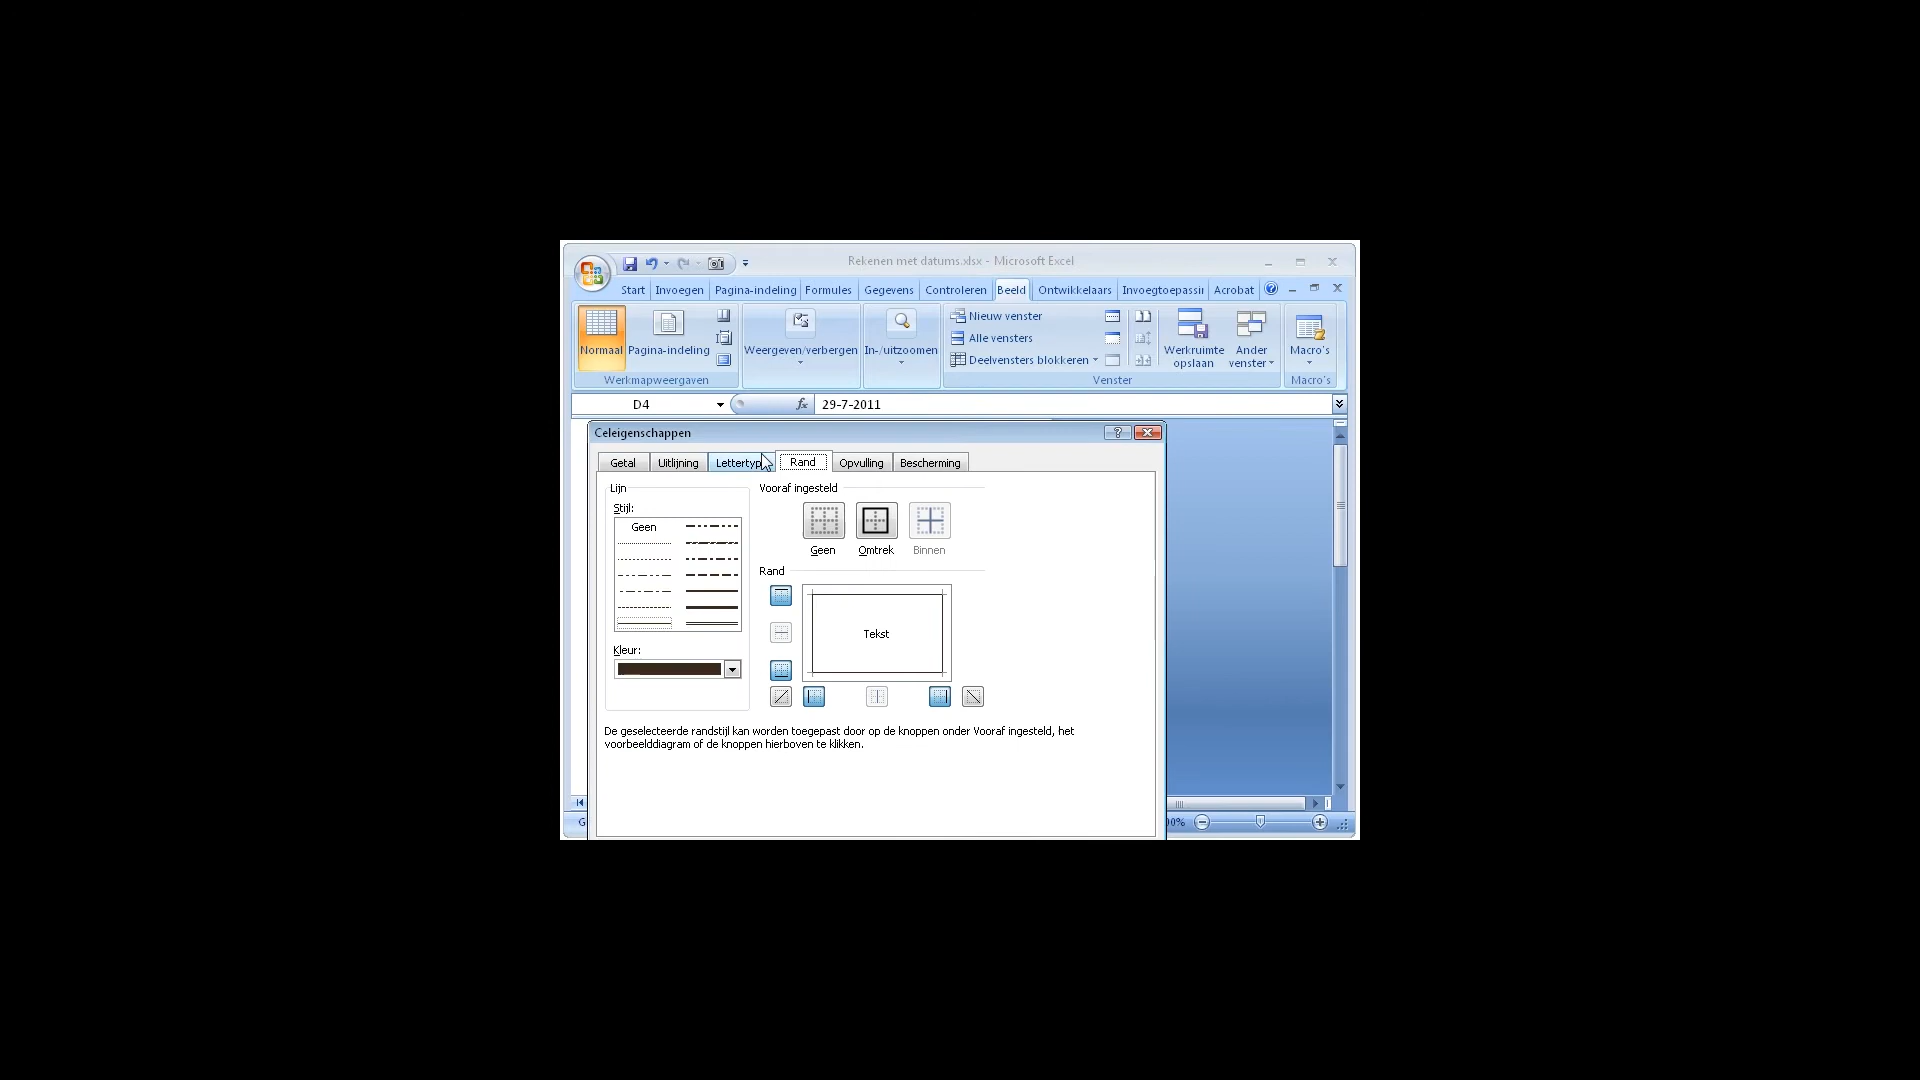 Rekenen met datums.xlsx - Microsoft Excel
Start Invoegen Pagina-indeling Formules Gegevens Controleren Beeld Ontwikkelaars Invoegtoepassir Acrobat
Normaal Pagina-indeling Weergeven/verbergen In-/uitzoomen Nieuw venster
Alle vensters
Deelvensters blokkeren
Werkruimte opslaan
Ander venster
Macro's
Werkmapweergaven Venster Macro's
D4 fx 29-7-2011
Celeigenschappen
Getal Uitlijning Lettertyp Rand Opvulling Bescherming
Lijn Vooraf ingesteld
Stijl:
Geen
Geen Omtrek Binnen
Rand
Tekst
Kleur:
De geselecteerde randstijl kan worden toegepast door op de knoppen onder Vooraf ingesteld, het
voorbeelddiagram of de knoppen hierboven te klikken.
G 00%